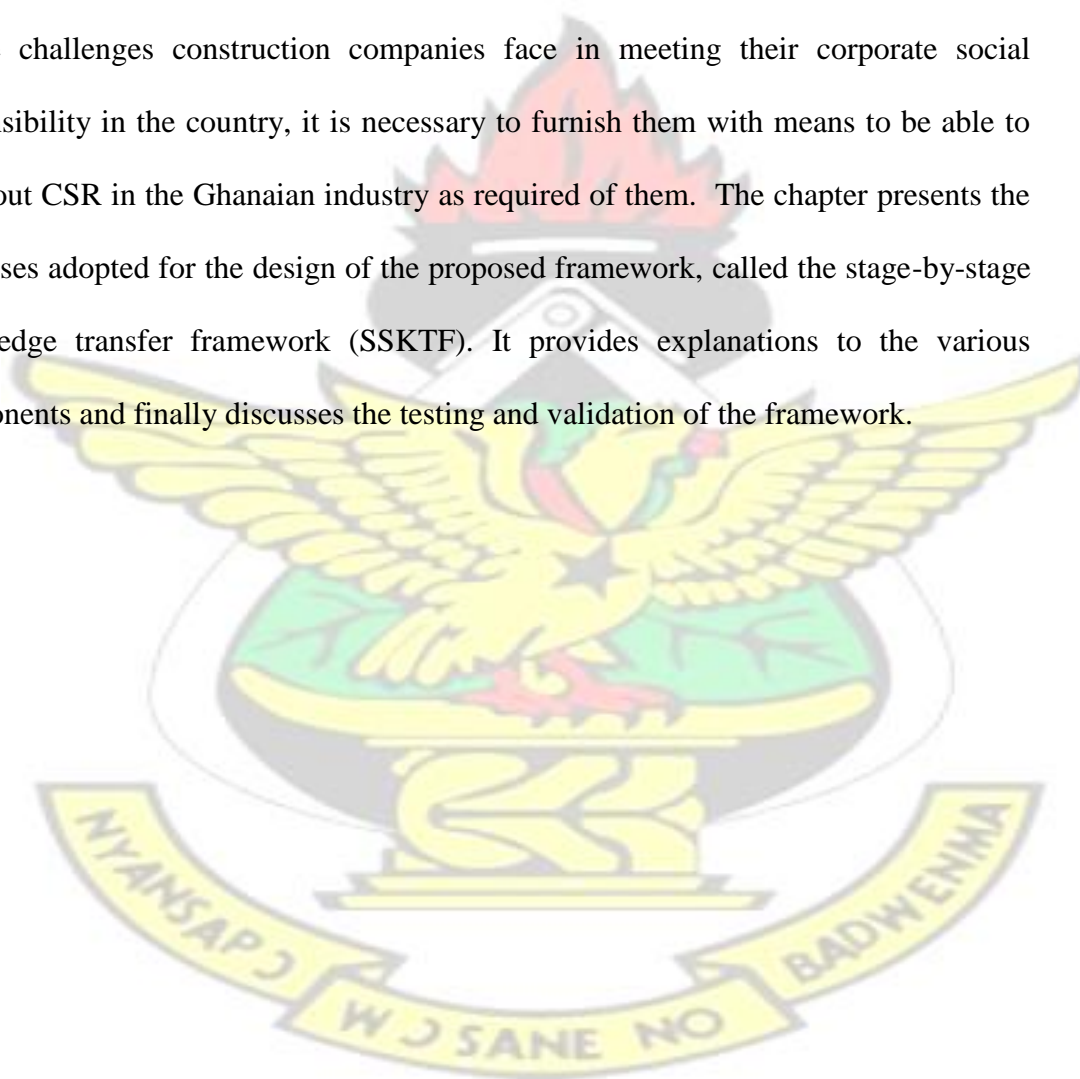 challenges construction companies face in meeting their corporate social
sibility in the country, it is necessary to furnish them with means to be able to
out CSR in the Ghanaian industry as required of them. The chapter presents the
ses adopted for the design of the proposed framework, called the stage-by-stage
edge transfer framework (SSKTF). It provides explanations to the various
onents and finally discusses the testing and validation of the framework.
NYANSAPƆ
WƆ SANE NO
BADWENMA